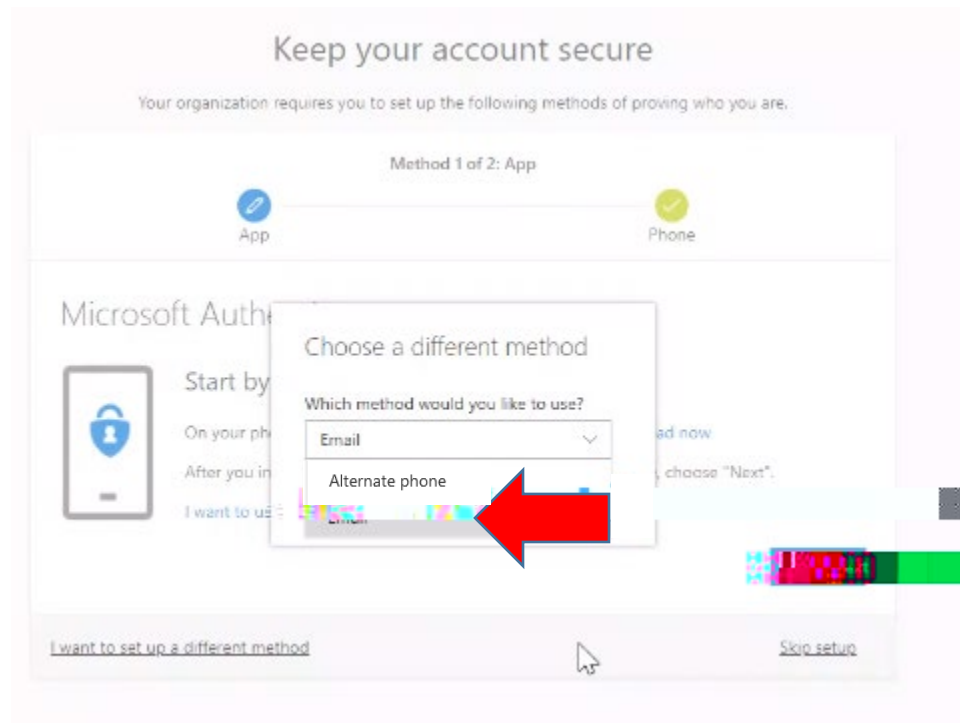 Keep your account secure
Your organization requires you to set up the following methods of proving who you are.
Method 1 of 2: App
App
Phone
Microsoft Authe
Choose a different method
Start by
Which method would you like to use?
On your ph
Email
ad now
Alternate phone
After you in
, choose "Next".
I want to us
Email
I want to set up a different method
Skip setup